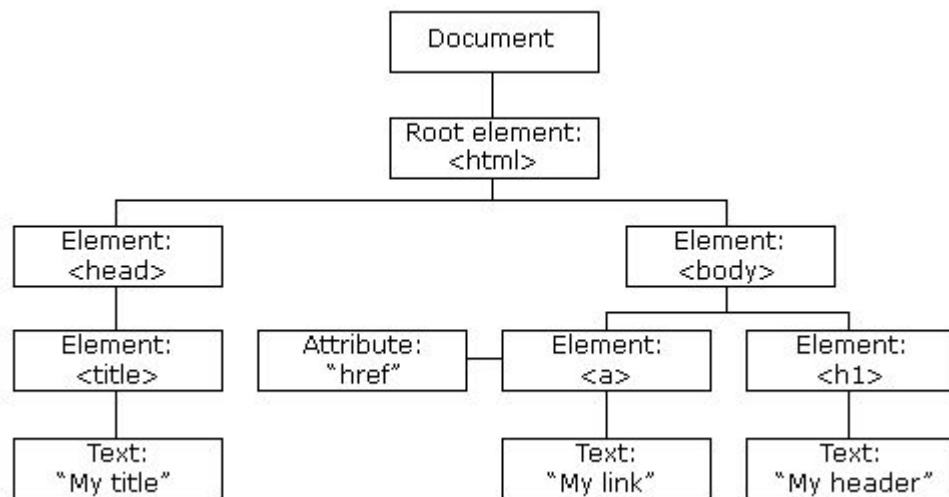 Document
Root element:
<html>
Element:
<head>
Element:
<body>
Element:
<title>
Attribute:
“href”
Element:
<a>
Element:
<h1>
Text:
“My title”
Text:
“My link”
Text:
“My header”